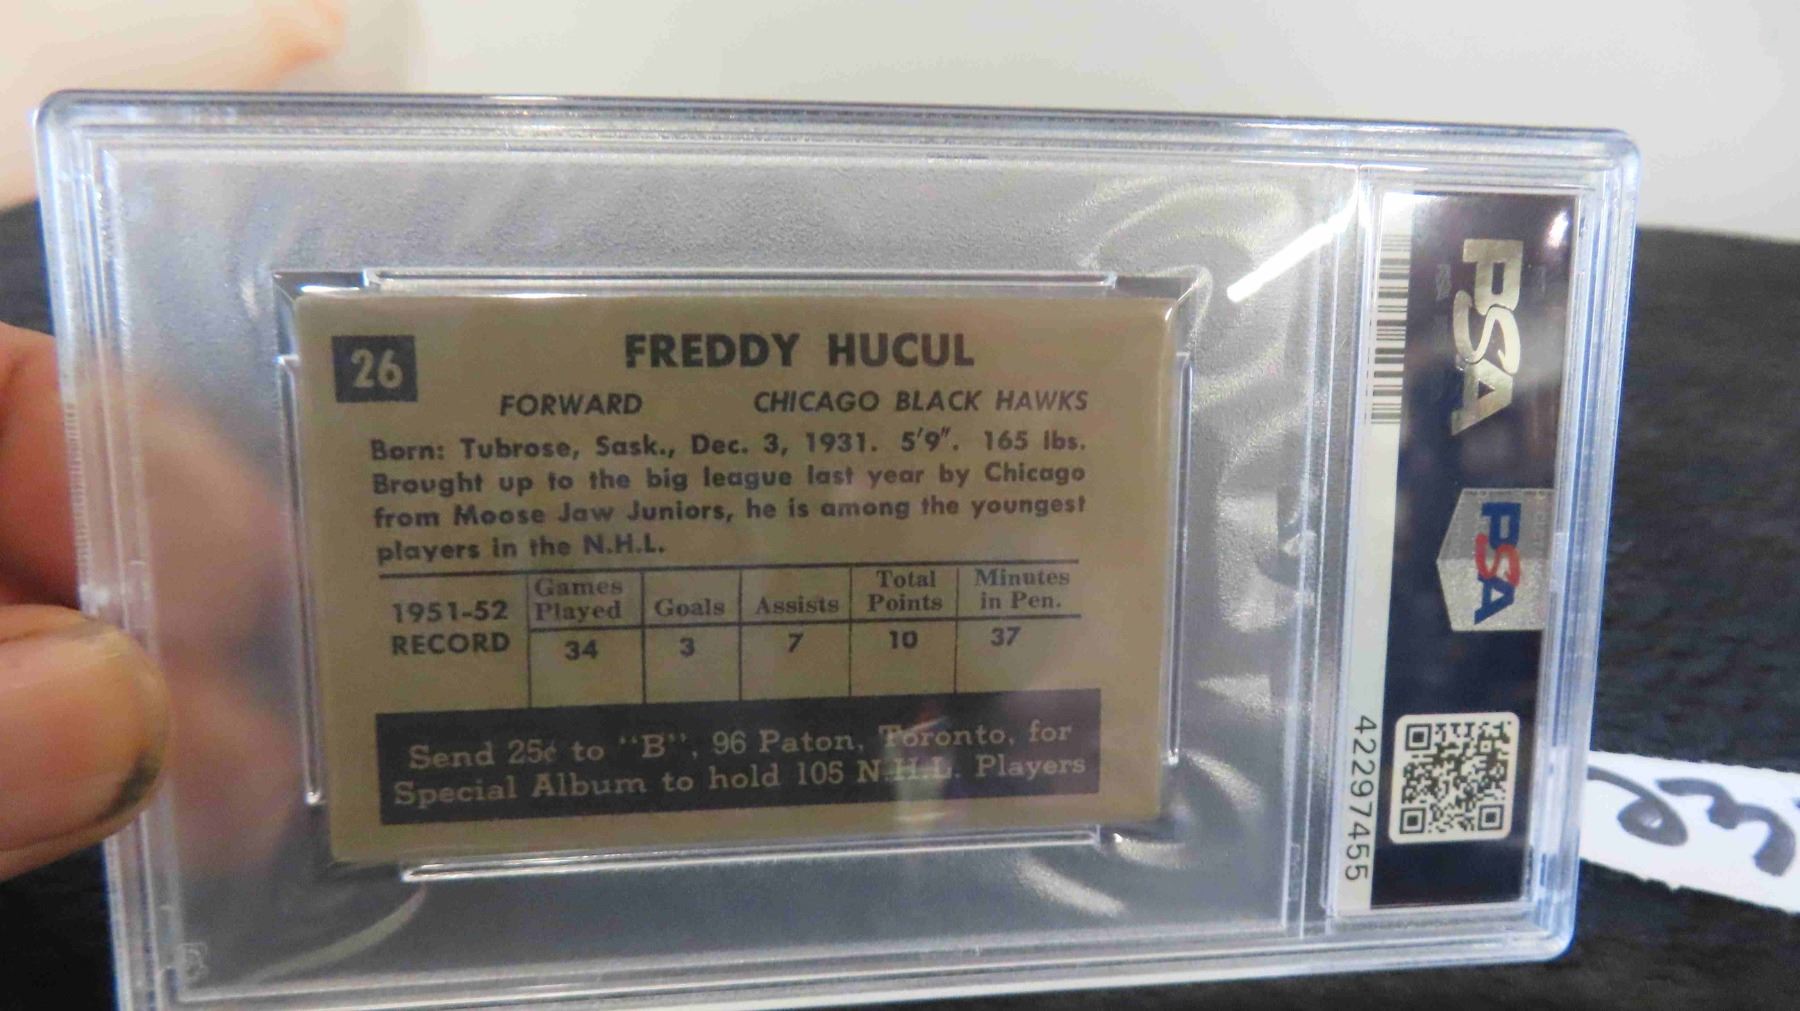 26
FREDDY HUCUL
FORWARD CHICAGO BLACK HAWKS
Born: Tubrose, Sask., Dec. 3, 1931. 5'9". 165 lbs.
Brought up to the big league last year by Chicago
from Moose Jaw Juniors, he is among the youngest
players in the N.H.L.
1951-52 RECORD
Games Played Goals Assists Total Points Minutes in Pen.
34 3 7 10 37
Send 25¢ to "B", 96 Paton, Toronto, for
Special Album to hold 105 N.H.L. Players
PSA
PSA
42297455